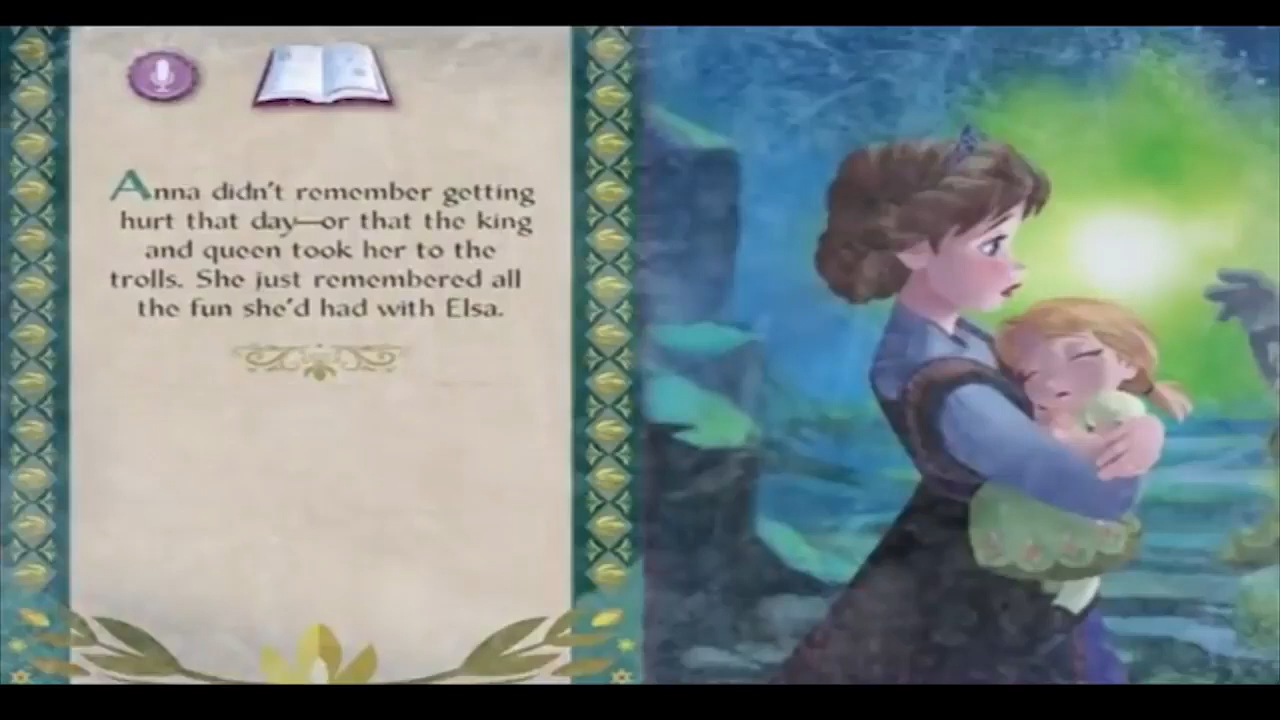 Anna didn't remember getting
hurt that day—or that the king
and queen took her to the
trolls. She just remembered all
the fun she'd had with Elsa.